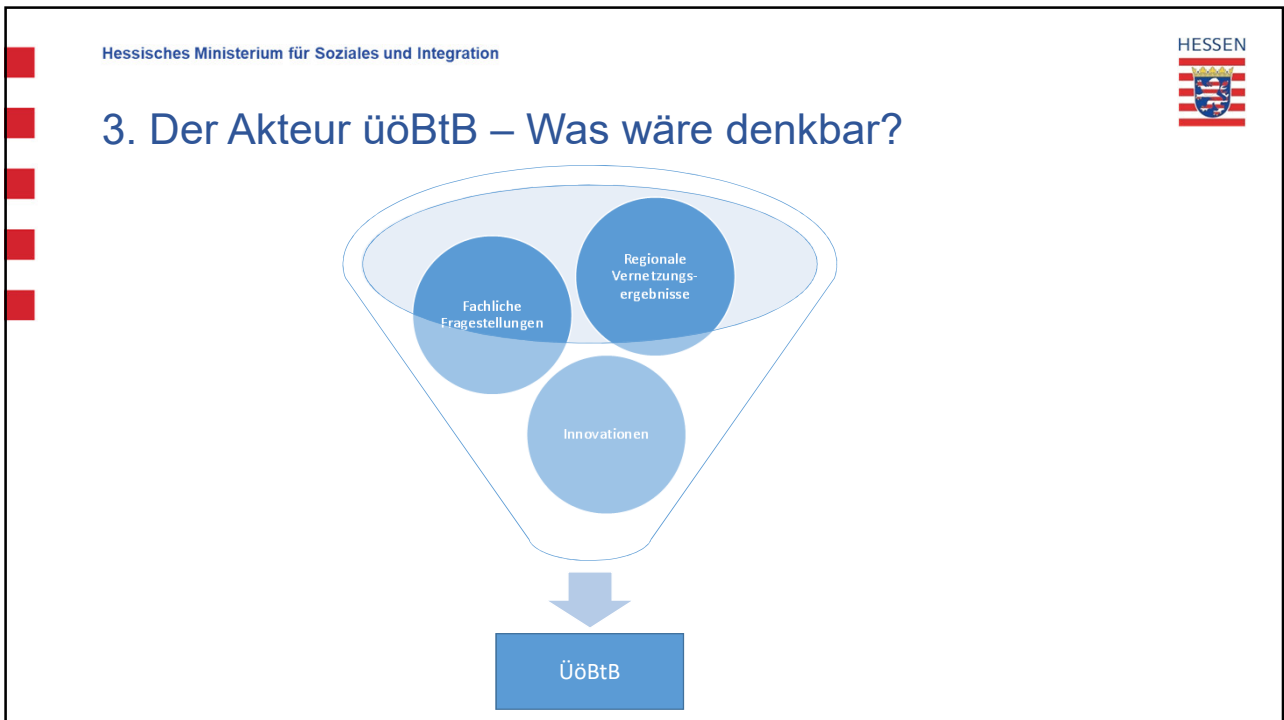 Hessisches Ministerium für Soziales und Integration
HESSEN
3. Der Akteur üöBtB – Was wäre denkbar?
Regionale
Vernetzungs-
ergebnisse
Fachliche
Fragestellungen
Innovationen
ÜöBtB